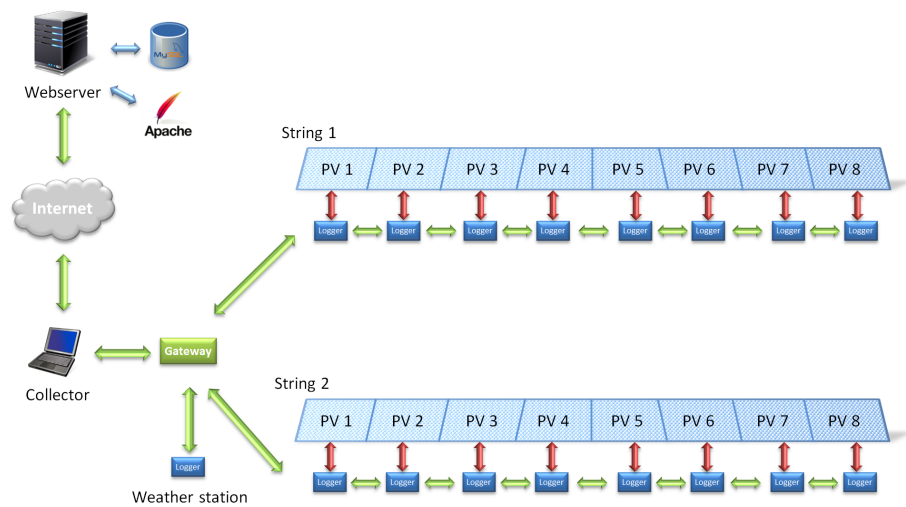 Webserver
MySQL
Apache
Internet
Collector
Gateway
Logger
Weather station
String 1
PV 1 PV 2 PV 3 PV 4 PV 5 PV 6 PV 7 PV 8
Logger Logger Logger Logger Logger Logger Logger Logger
String 2
PV 1 PV 2 PV 3 PV 4 PV 5 PV 6 PV 7 PV 8
Logger Logger Logger Logger Logger Logger Logger Logger